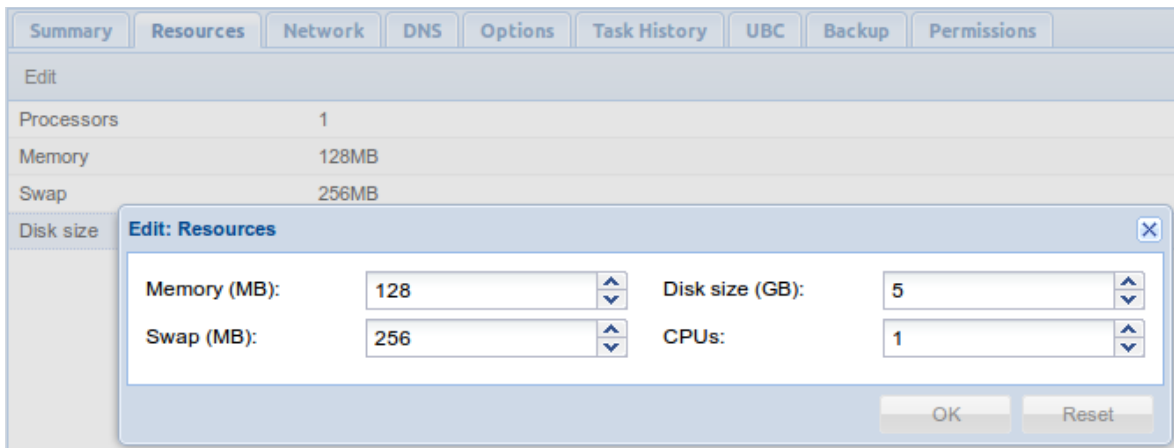 Summary Resources Network DNS Options Task History UBC Backup Permissions
Edit
Processors 1
Memory 128MB
Swap 256MB
Disk size
Edit: Resources
Memory (MB): 128 Disk size (GB): 5
Swap (MB): 256 CPUs: 1
OK Reset